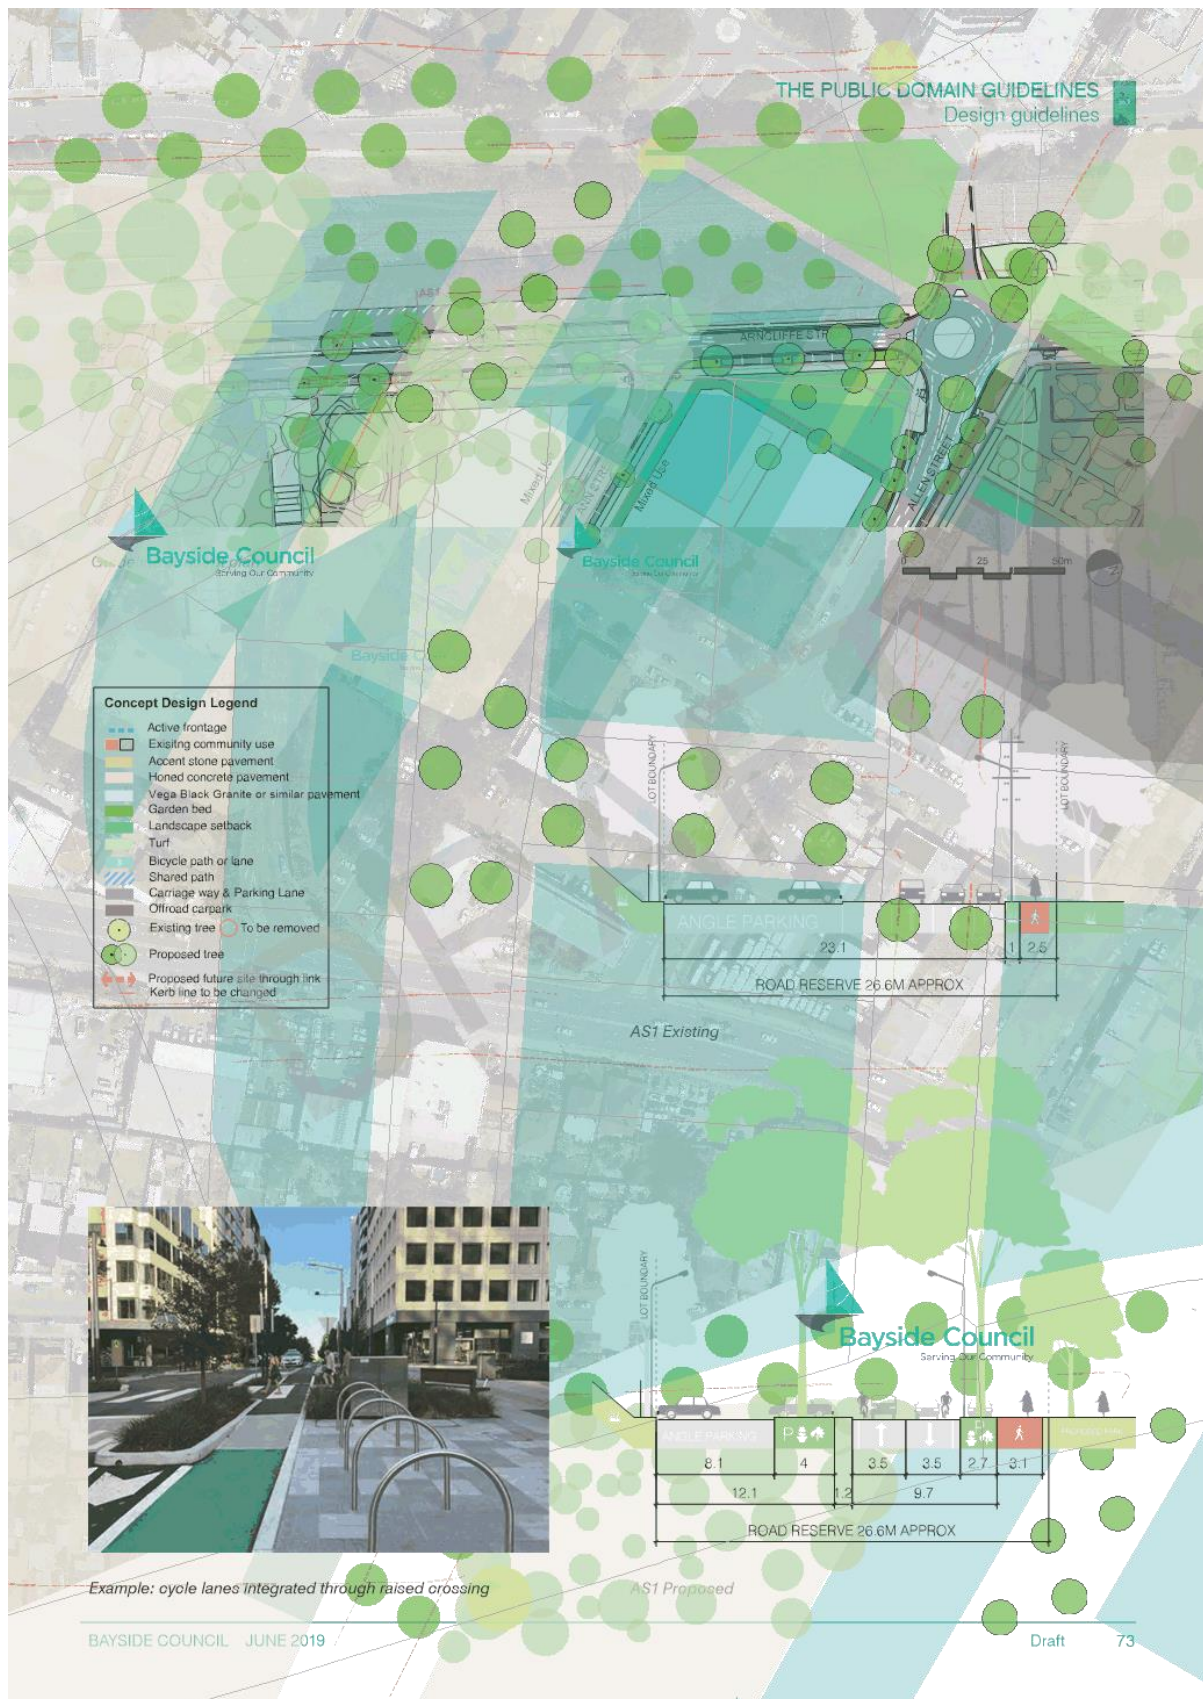 THE PUBLIC DOMAIN GUIDELINES
Design guidelines
AS1
ARNCLIFFE STR
ALLEN STREET
Mixed Use
Mixed Use
Bayside Council
Serving Our Community
Bayside Council
0 25 50m
Bayside
Concept Design Legend
Active frontage
Exisitng community use
Accent stone pavement
Honed concrete pavement
Vega Black Granite or similar pavement
Garden bed
Landscape setback
Turf
Bicycle path or lane
Shared path
Carriage way & Parking Lane
Offroad carpark
Existing tree To be removed
Proposed tree
Proposed future site through link
Kerb line to be changed
LOT BOUNDARY
LOT BOUNDARY
ANGLE PARKING
23.1 1 2.5
ROAD RESERVE 26.6M APPROX
AS1 Existing
LOT BOUNDARY
Bayside Council
Serving Our Community
ANGLE PARKING P P
8.1 4 3.5 3.5 2.7 3.1
12.1 1.2 9.7
ROAD RESERVE 26.6M APPROX
Example: cycle lanes integrated through raised crossing
AS1 Proposed
BAYSIDE COUNCIL JUNE 2019
Draft 73